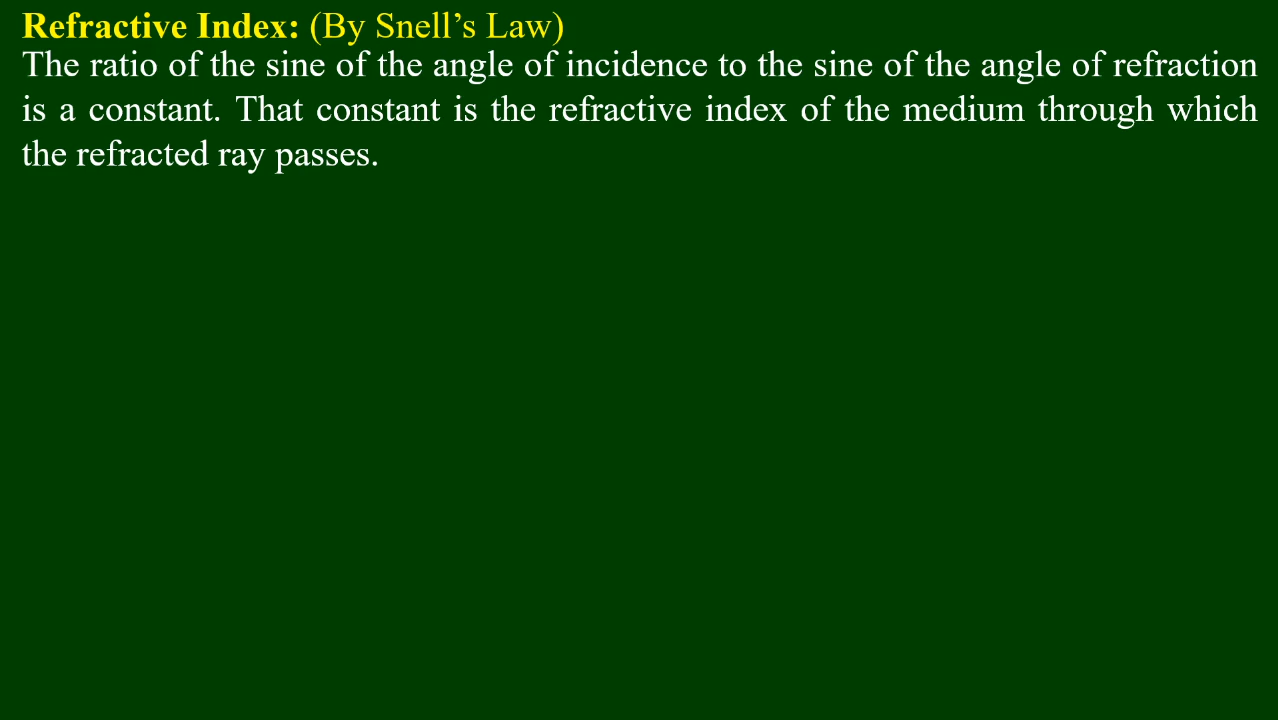 Refractive Index: (By Snell’s Law)
The ratio of the sine of the angle of incidence to the sine of the angle of refraction
is a constant. That constant is the refractive index of the medium through which
the refracted ray passes.